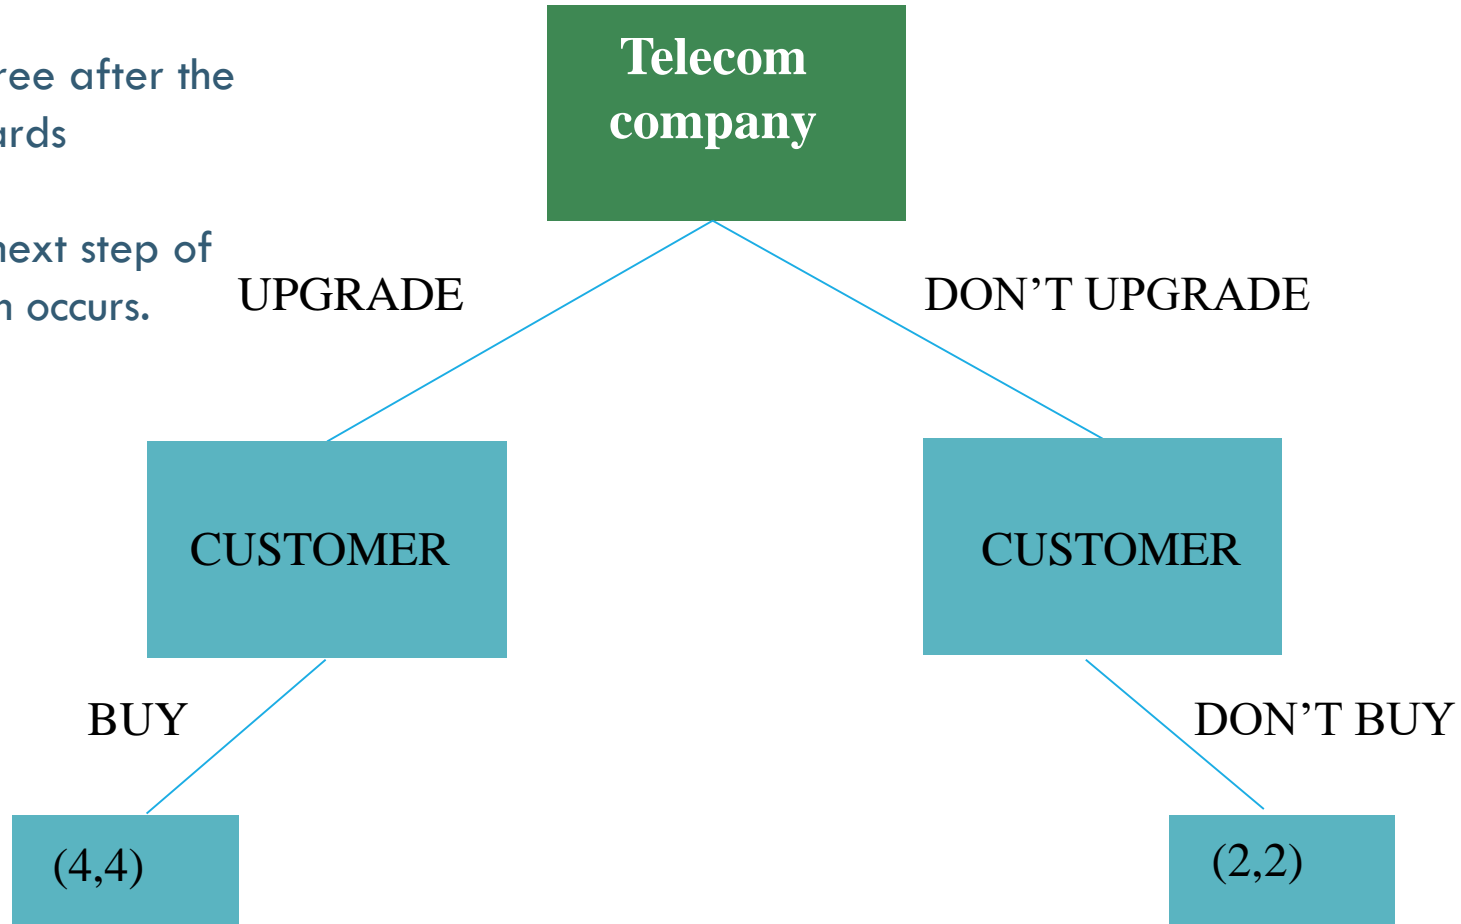 ree after the
ards
next step of
n occurs.
Telecom
company
UPGRADE
DON’T UPGRADE
CUSTOMER
CUSTOMER
BUY
DON’T BUY
(4,4)
(2,2)